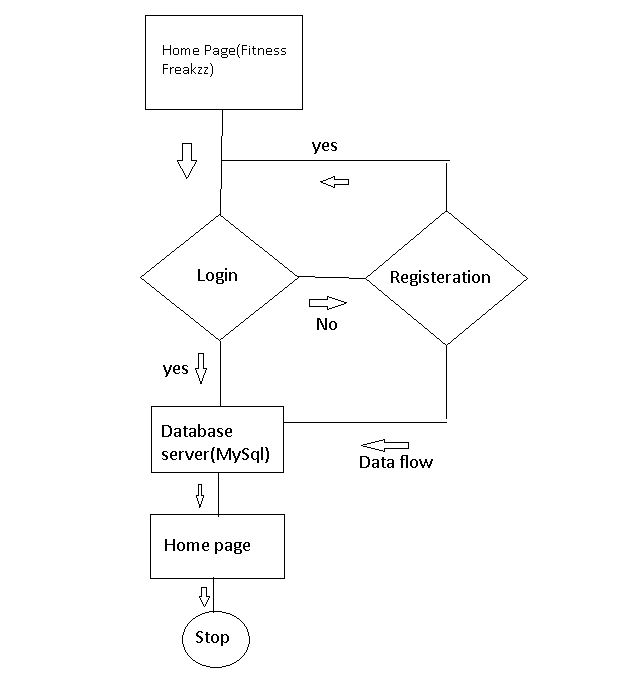 Home Page(Fitness
Freakzz)
yes
Login
Registeration
No
yes
Database
server(MySql)
Data flow
Home page
Stop